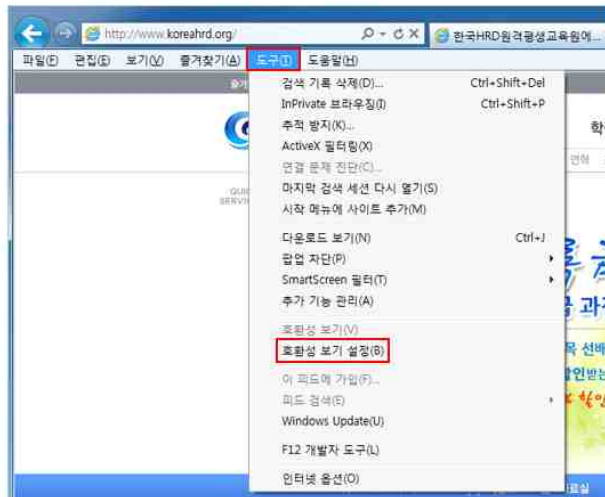 http://www.koreahrd.org/
한국HRD원격평생교육원에...
파일(F) 편집(E) 보기(V) 즐겨찾기(A) 도구(T) 도움말(H)
검색 기록 삭제(D)... Ctrl+Shift+Del
InPrivate 브라우징(I) Ctrl+Shift+P
추적 방지(K)...
ActiveX 필터링(X)
연결 문제 진단(C)...
마지막 검색 세션 다시 열기(S)
시작 메뉴에 사이트 추가(M)
다운로드 보기(N) Ctrl+J
팝업 차단(P)
SmartScreen 필터(T)
추가 기능 관리(A)
호환성 보기(V)
호환성 보기 설정(B)
이 피드에 가입(F)...
피드 검색(E)
Windows Update(U)
F12 개발자 도구(L)
인터넷 옵션(O)